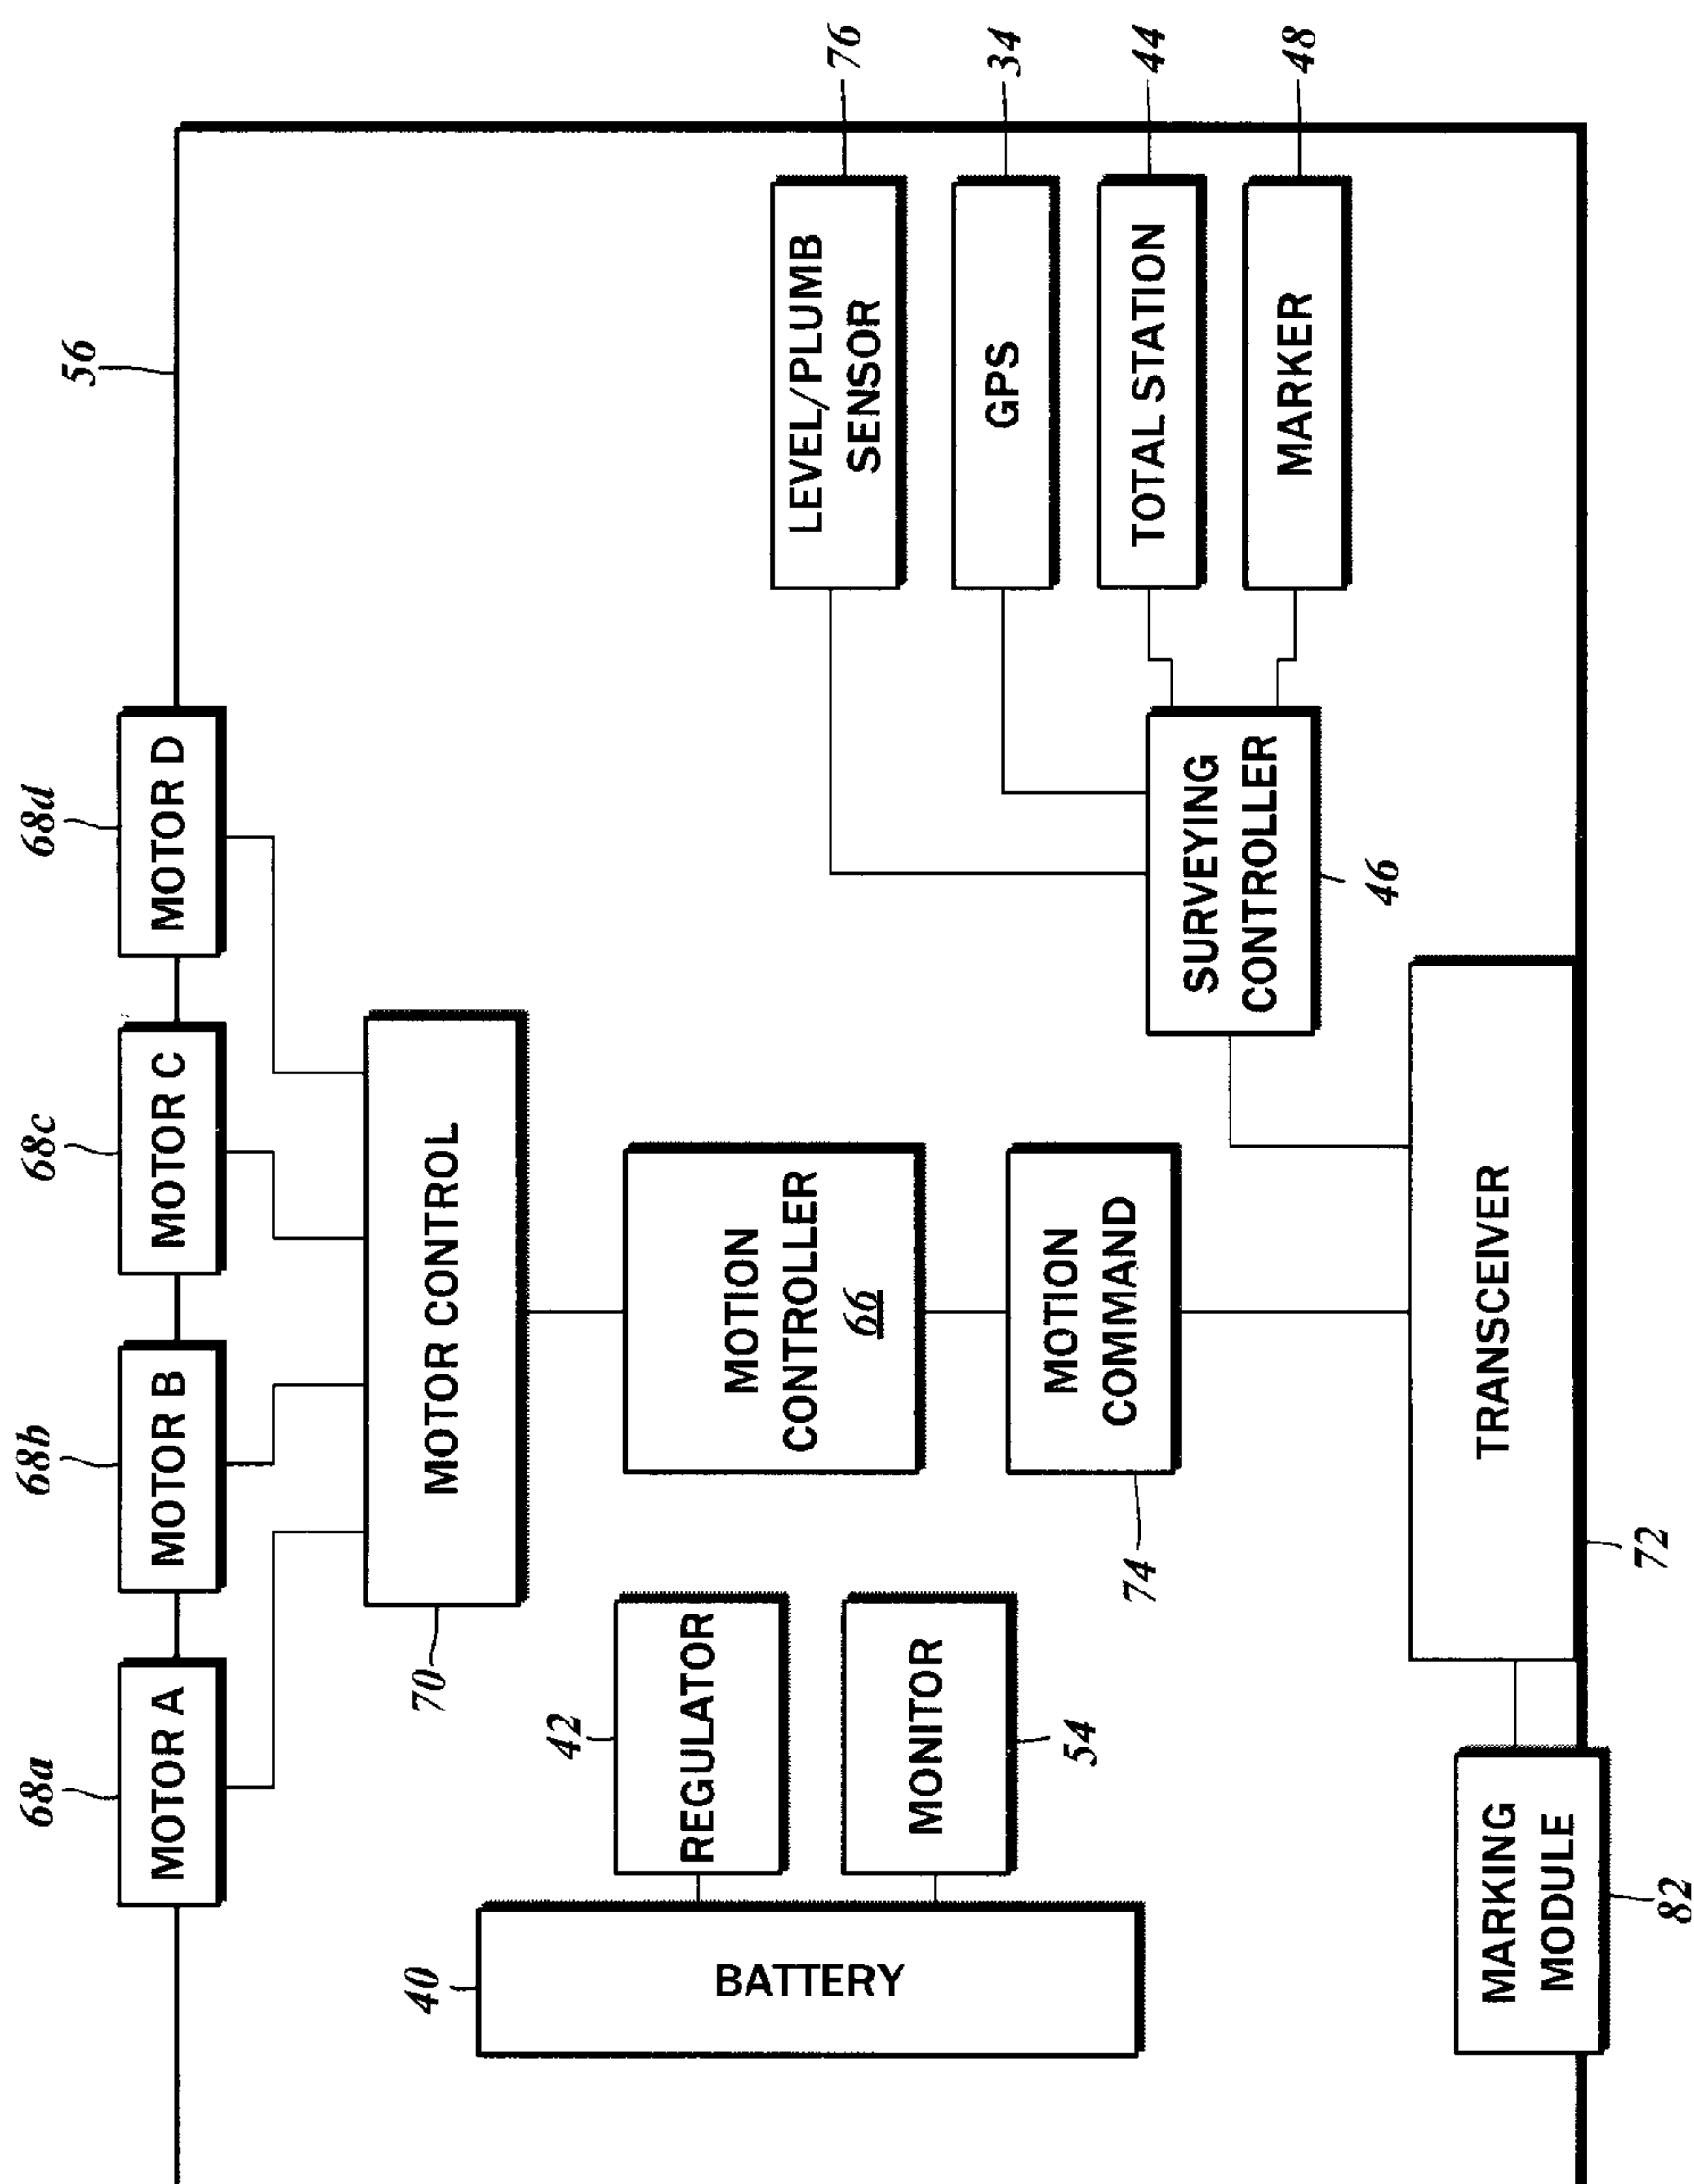 56
68a
68b
68c
68d
MOTOR A
MOTOR B
MOTOR C
MOTOR D
70
MOTOR CONTROL
42
REGULATOR
MOTION
CONTROLLER
66
LEVEL/PLUMB
SENSOR
76
40
BATTERY
MONITOR
54
MOTION
COMMAND
74
GPS
34
TOTAL STATION
44
SURVEYING
CONTROLLER
46
MARKER
48
TRANSCEIVER
72
MARKING
MODULE
82